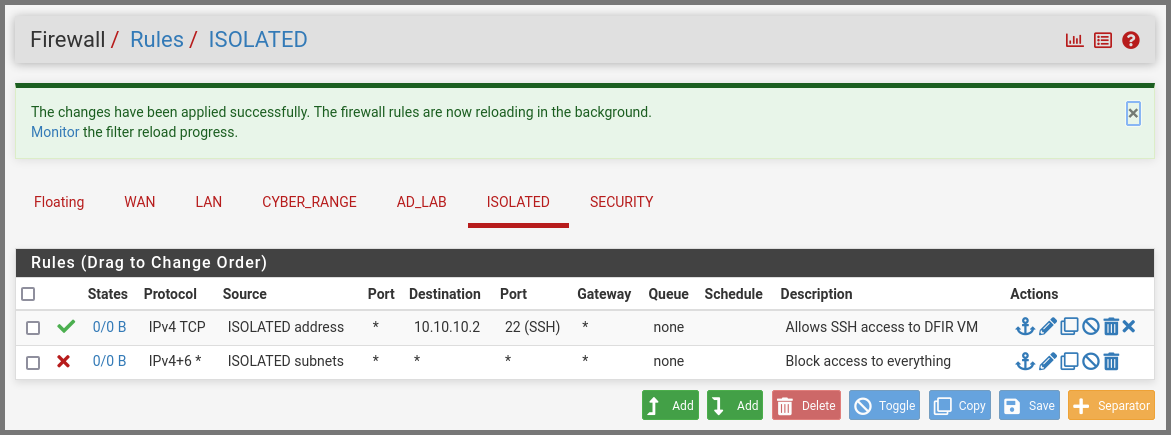 Firewall / Rules / ISOLATED
The changes have been applied successfully. The firewall rules are now reloading in the background.
Monitor the filter reload progress.
Floating WAN LAN CYBER_RANGE AD_LAB ISOLATED SECURITY
Rules (Drag to Change Order)
States Protocol Source Port Destination Port Gateway Queue Schedule Description Actions
0/0 B IPv4 TCP ISOLATED address * 10.10.10.2 22 (SSH) * none Allows SSH access to DFIR VM
0/0 B IPv4+6 * ISOLATED subnets * * * * none Block access to everything
Add Add Delete Toggle Copy Save Separator